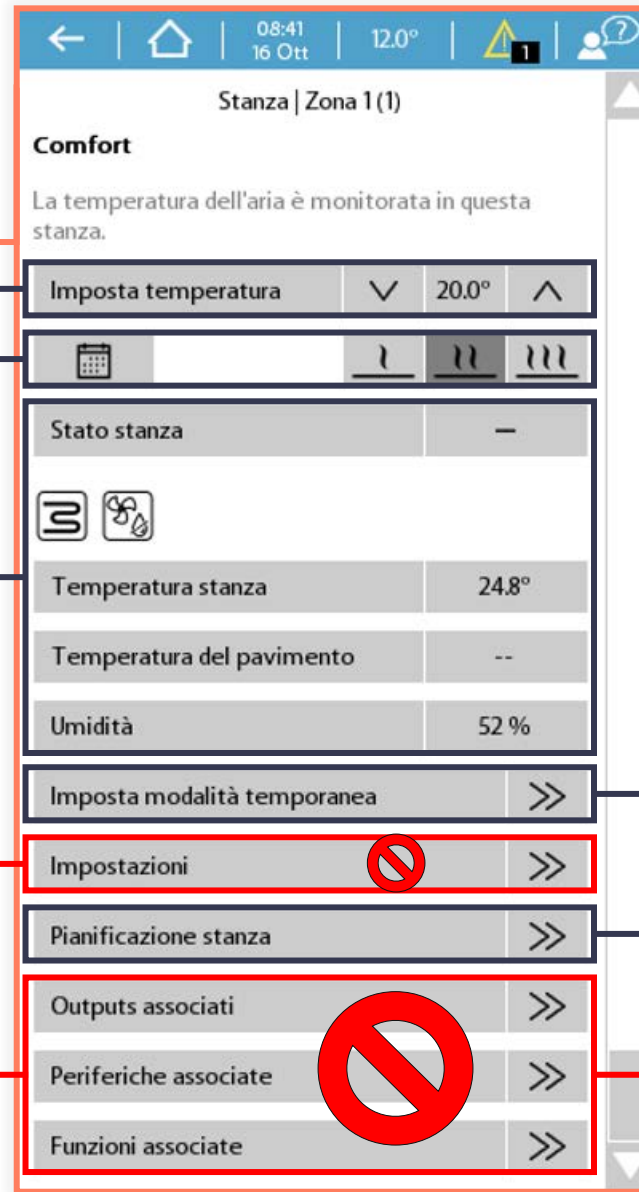 08:41
16 Ott
12.0°
1
?
Stanza | Zona 1 (1)
Comfort
La temperatura dell'aria è monitorata in questa
stanza.
Imposta temperatura 20.0°
Stato stanza –
Temperatura stanza 24.8°
Temperatura del pavimento --
Umidità 52 %
Imposta modalità temporanea
Impostazioni
Pianificazione stanza
Outputs associati
Periferiche associate
Funzioni associate